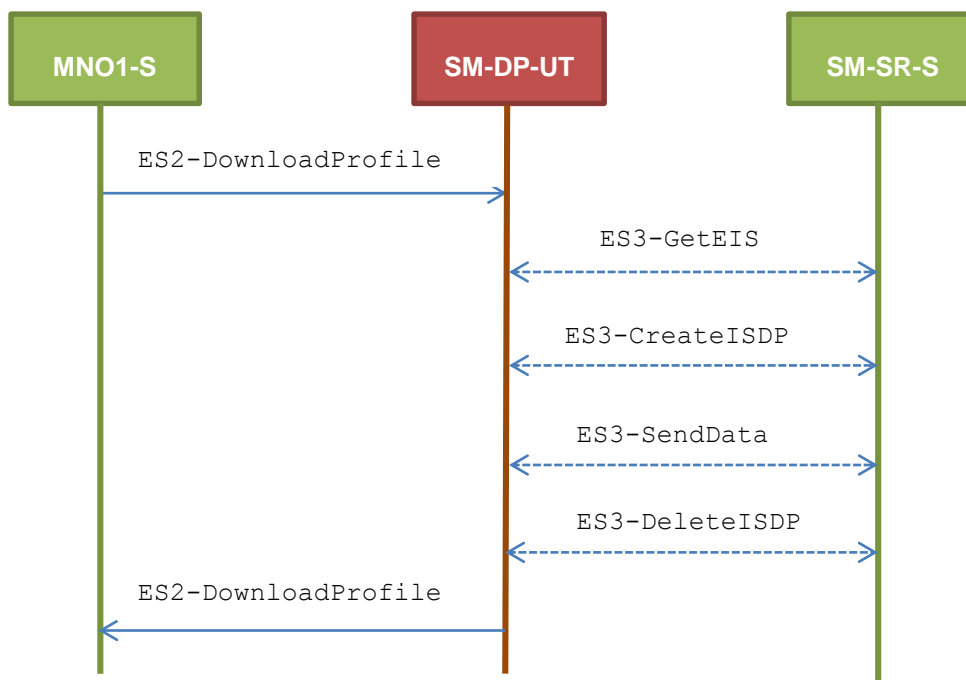 MNO1-S
SM-DP-UT
SM-SR-S
ES2-DownloadProfile
ES3-GetEIS
ES3-CreateISDP
ES3-SendData
ES3-DeleteISDP
ES2-DownloadProfile